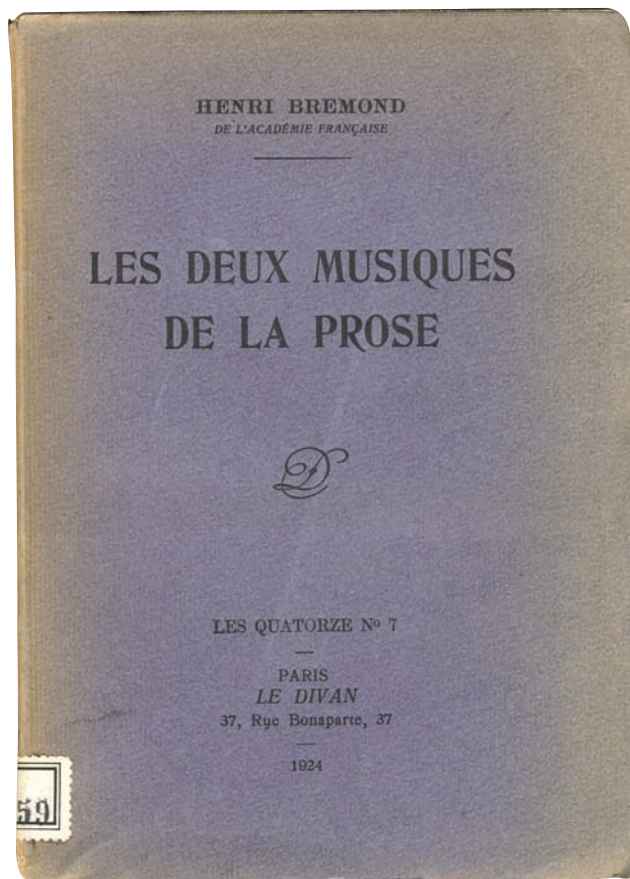 HENRI BREMOND
DE L'ACADÉMIE FRANÇAISE
LES DEUX MUSIQUES
DE LA PROSE
D
LES QUATORZE Nº 7
PARIS
LE DIVAN
37, Rue Bonaparte, 37
1924
59